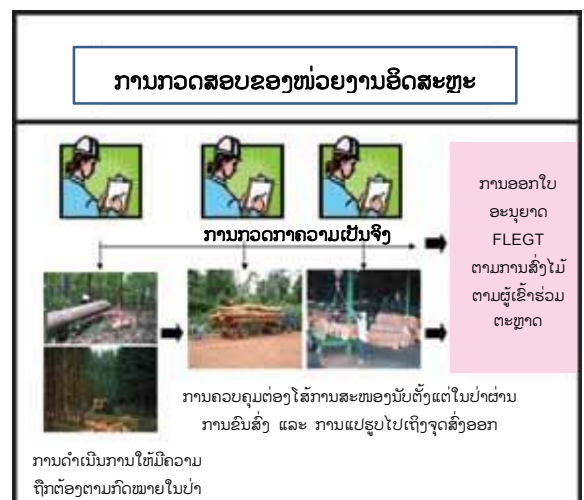 ການກວດສອບຂອງໜ່ວຍງານອິດສະຫຼະ
ການກວດກາຄວາມເປັນຈິງ
ການອອກໃບ
ອະນຸຍາດ
FLEGT
ຕາມການສົ່ງໄມ້
ຕາມຜູ້ເຂົ້າຮ່ວມ
ຕະຫຼາດ
ການຄວບຄຸມຕ່ອງໂສ້ການສະໜອງນັບຕັ້ງແຕ່ໃນປ່າຜ່ານ
ການຂົນສົ່ງ ແລະ ການແປຮູບໄປເຖິງຈຸດສົ່ງອອກ
ການດຳເນີນການໃຫ້ມີຄວາມ
ຖືກຕ້ອງຕາມກົດໝາຍໃນປ່າ